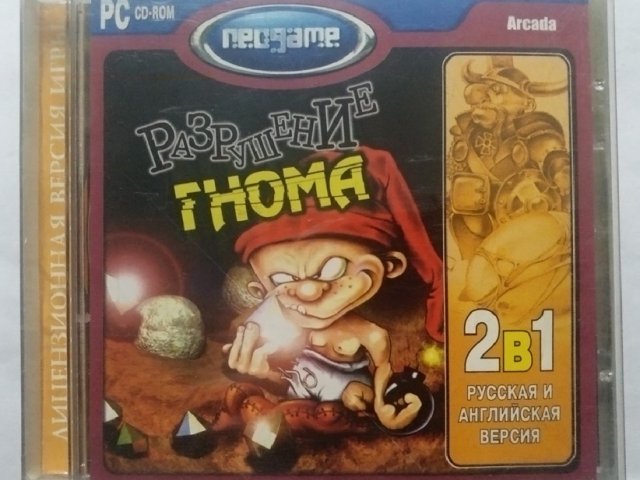 PC CD-ROM
neogame
Arcada
РАЗРУШЕНИЕ
ГНОМА
2в1
РУССКАЯ И
АНГЛИЙСКАЯ
ВЕРСИЯ
ЛИЦЕНЗИОННАЯ ВЕРСИЯ ИГР